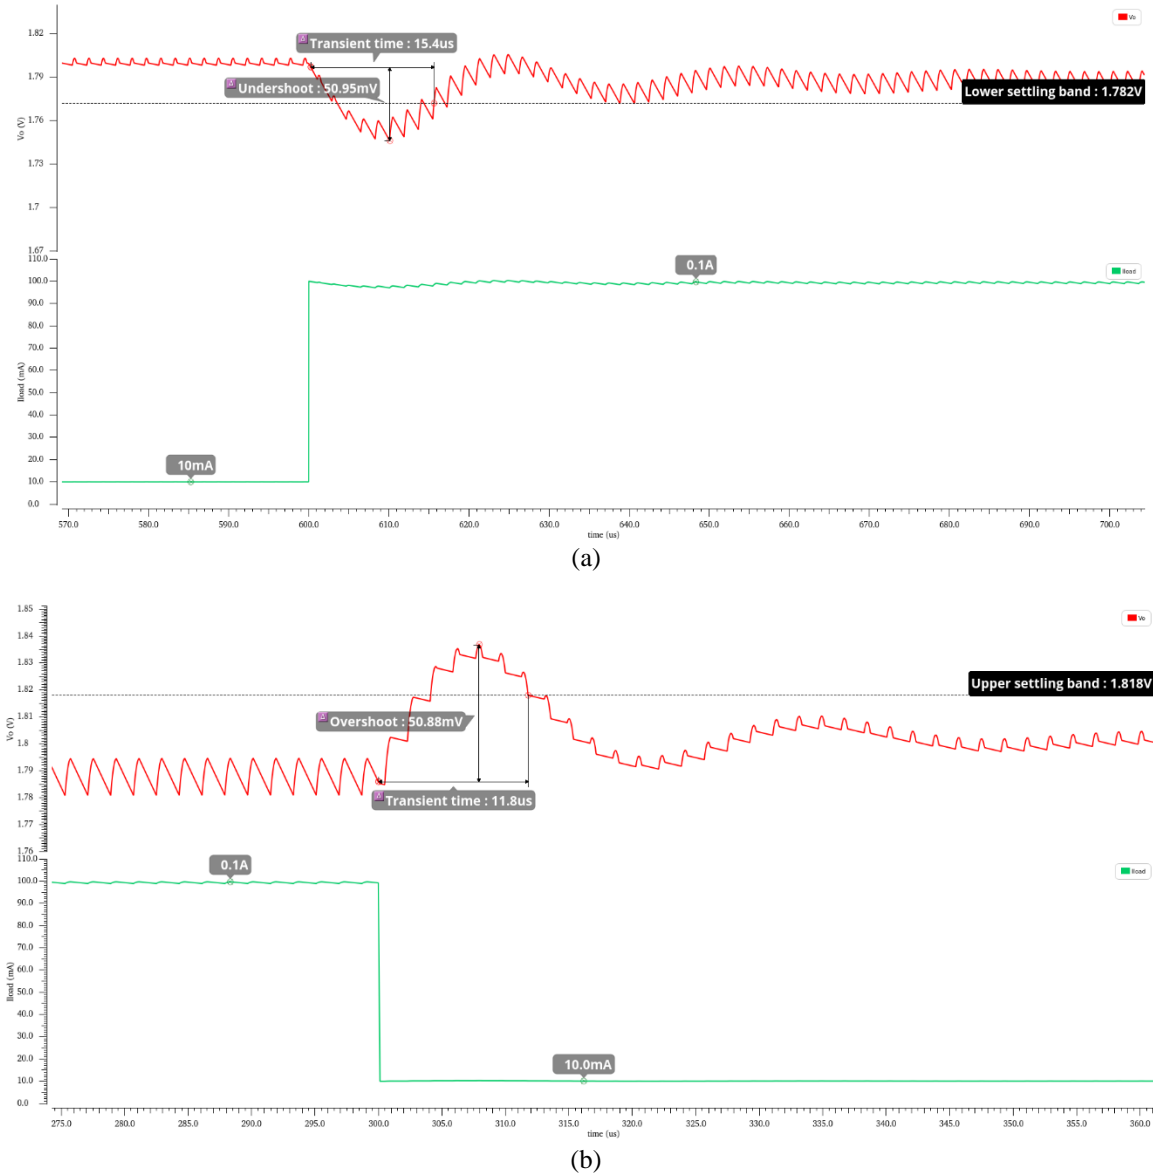 Vo
1.82
Transient time : 15.4us
1.79
Undershoot : 50.95mV
Lower settling band : 1.782V
1.76
Vo (V)
1.73
1.7
1.67
110.0
0.1A
Iload
100.0
90.0
80.0
70.0
60.0
Iload (mA)
50.0
40.0
30.0
20.0
10mA
10.0
0.0
570.0 580.0 590.0 600.0 610.0 620.0 630.0 640.0 650.0 660.0 670.0 680.0 690.0 700.0
time (us)
(a)
1.85
Vo
1.84
1.83
Upper settling band : 1.818V
1.82
Overshoot : 50.88mV
1.81
Vo (V)
1.8
1.79
Transient time : 11.8us
1.78
1.77
1.76
110.0
0.1A
Iload
100.0
90.0
80.0
70.0
60.0
Iload (mA)
50.0
40.0
30.0
20.0
10.0mA
10.0
0.0
275.0 280.0 285.0 290.0 295.0 300.0 305.0 310.0 315.0 320.0 325.0 330.0 335.0 340.0 345.0 350.0 355.0 360.0
time (us)
(b)